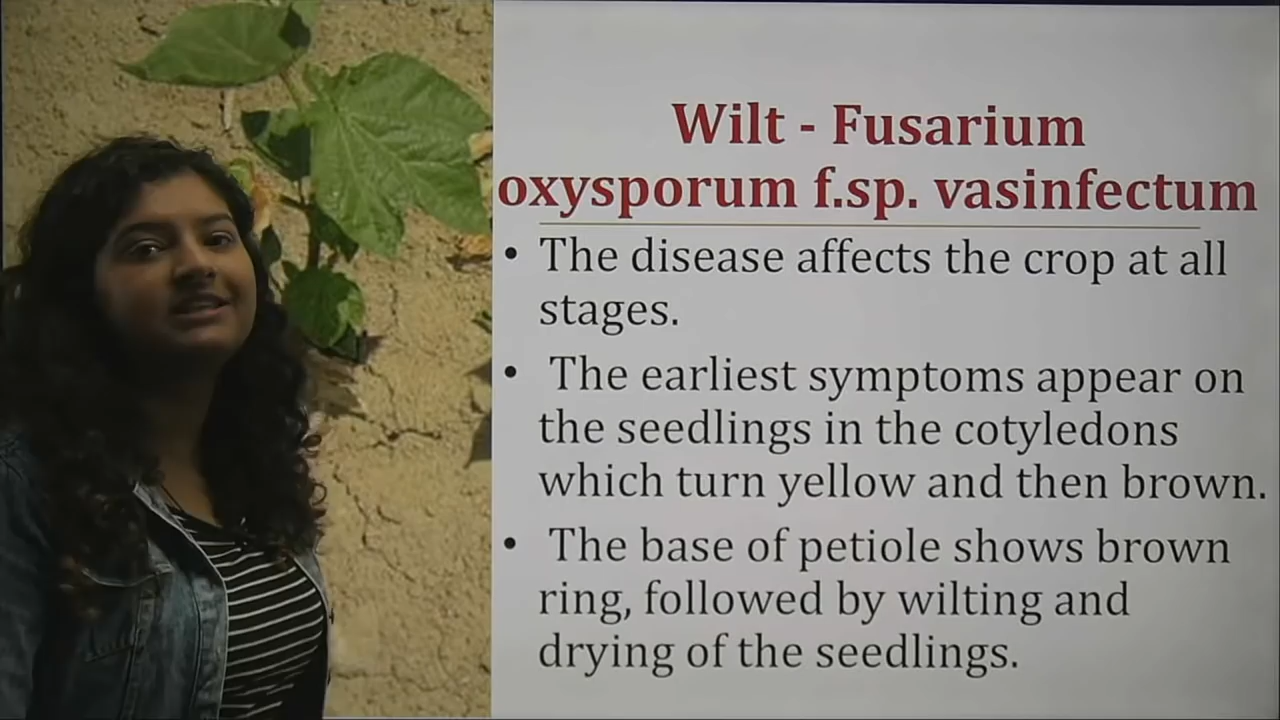 Wilt - Fusarium
oxysporum f.sp. vasinfectum
• The disease affects the crop at all
stages.
• The earliest symptoms appear on
the seedlings in the cotyledons
which turn yellow and then brown.
• The base of petiole shows brown
ring, followed by wilting and
drying of the seedlings.